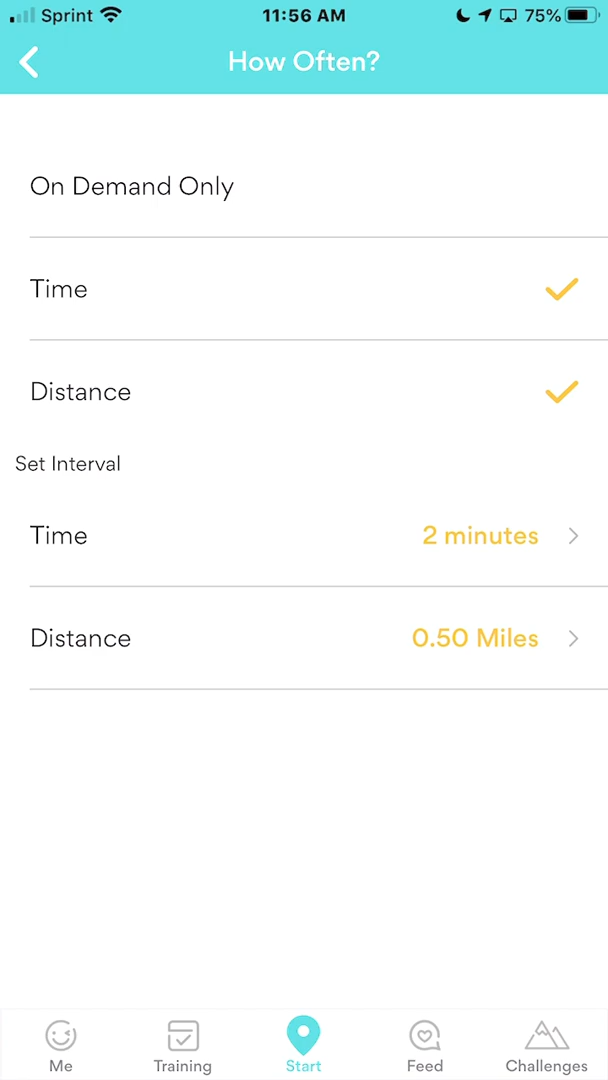 Sprint 11:56 AM 75%
How Often?
On Demand Only
Time
Distance
Set Interval
Time 2 minutes
Distance 0.50 Miles
Me Training Start Feed Challenges